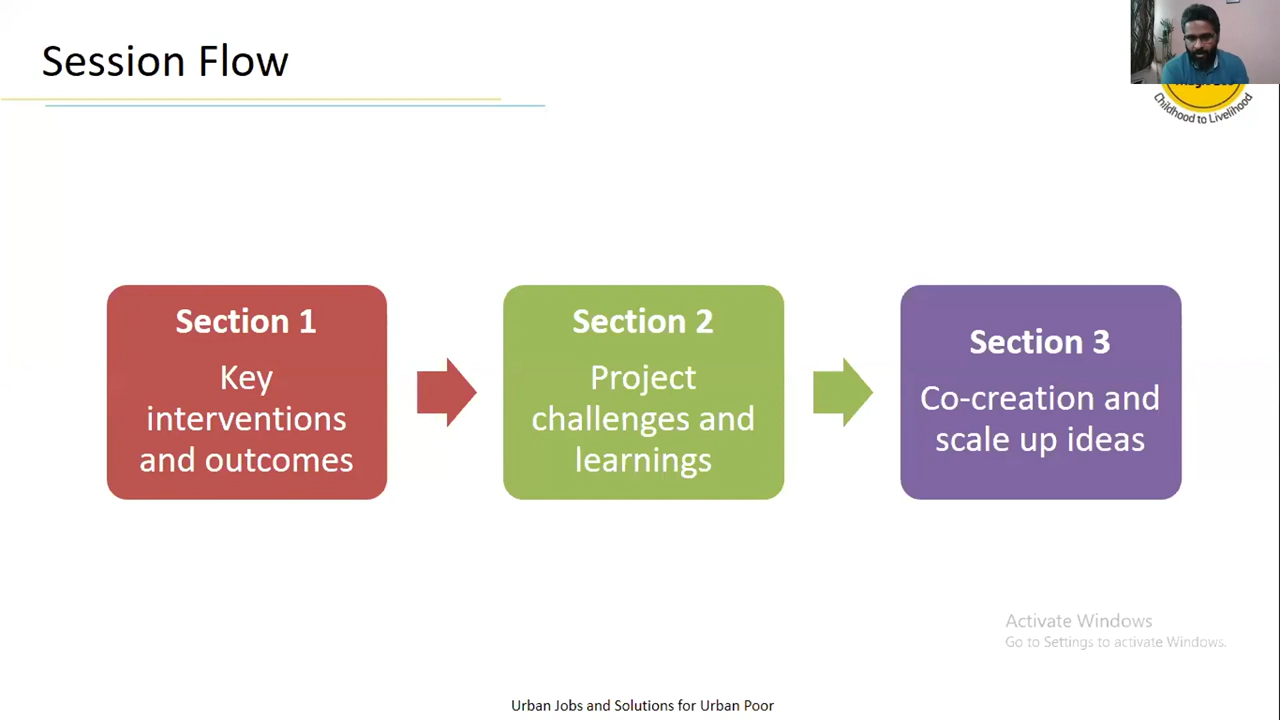 Session Flow
Childhood to Livelihood
Section 1
Key
interventions
and outcomes
Section 2
Project
challenges and
learnings
Section 3
Co-creation and
scale up ideas
Activate Windows
Go to Settings to activate Windows.
Urban Jobs and Solutions for Urban Poor